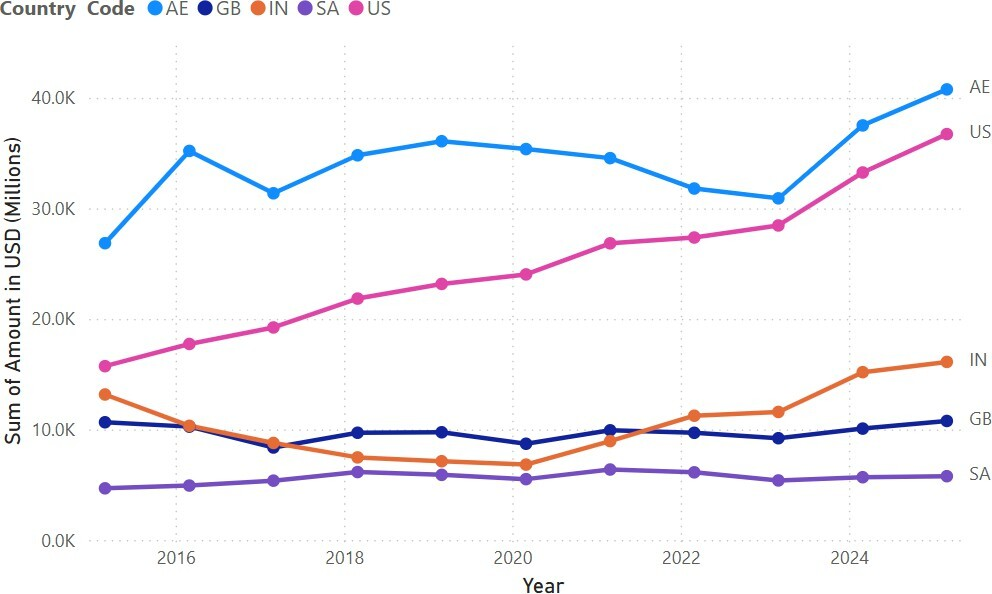 Country Code AE GB IN SA US
Sum of Amount in USD (Millions)
40.0K
30.0K
20.0K
10.0K
0.0K
AE
US
IN
GB
SA
2016 2018 2020 2022 2024
Year